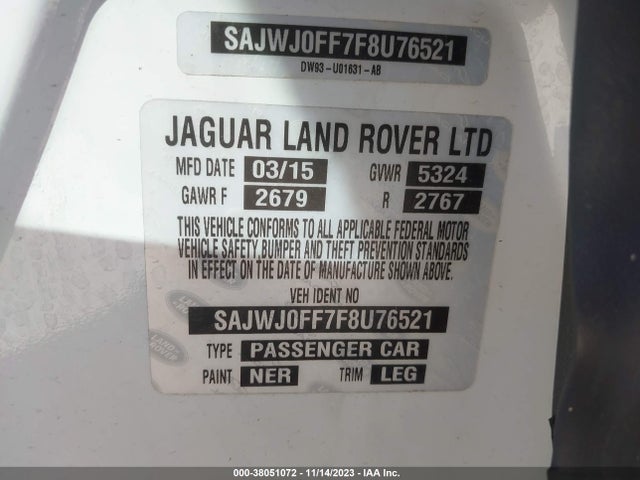 SAJWJ0FF7F8U76521
DW93-U01631-AB
JAGUAR LAND ROVER LTD
MFD DATE 03/15 GVWR 5324
GAWR F 2679 R 2767
THIS VEHICLE CONFORMS TO ALL APPLICABLE FEDERAL MOTOR
VEHICLE SAFETY, BUMPER AND THEFT PREVENTION STANDARDS
IN EFFECT ON THE DATE OF MANUFACTURE SHOWN ABOVE.
VEH IDENT NO
SAJWJ0FF7F8U76521
TYPE PASSENGER CAR
PAINT NER TRIM LEG
LAND ROVER
000-38051072 - 11/14/2023 - IAA Inc.